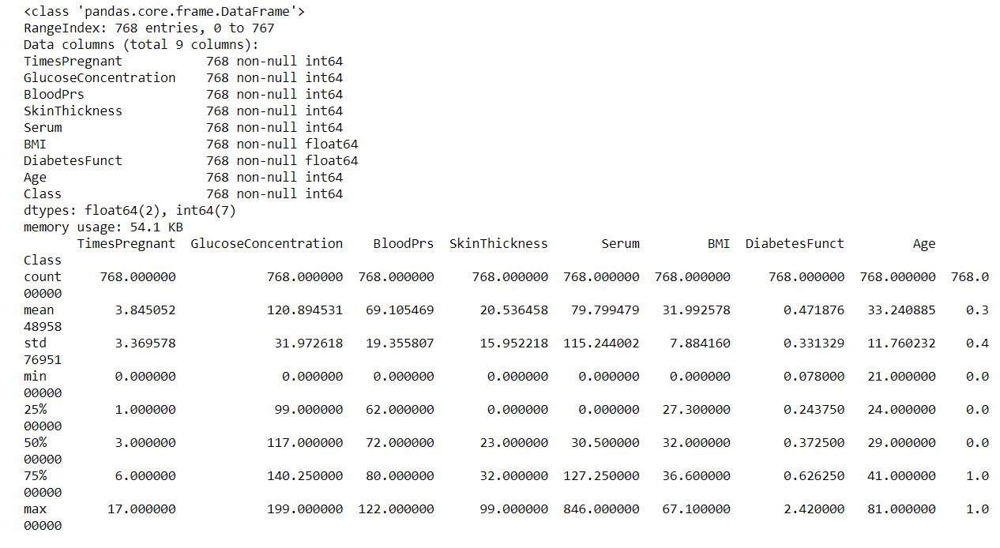 <class 'pandas.core.frame.DataFrame'>
RangeIndex: 768 entries, 0 to 767
Data columns (total 9 columns):
TimesPregnant           768 non-null int64
GlucoseConcentration    768 non-null int64
BloodPrs                768 non-null int64
SkinThickness           768 non-null int64
Serum                   768 non-null int64
BMI                     768 non-null float64
DiabetesFunct           768 non-null float64
Age                     768 non-null int64
Class                   768 non-null int64
dtypes: float64(2), int64(7)
memory usage: 54.1 KB
       TimesPregnant  GlucoseConcentration    BloodPrs  SkinThickness       Serum         BMI  DiabetesFunct         Age
Class
count     768.000000            768.000000  768.000000     768.000000  768.000000  768.000000     768.000000  768.000000  768.0
00000
mean        3.845052            120.894531   69.105469      20.536458   79.799479   31.992578       0.471876   33.240885    0.3
48958
std         3.369578             31.972618   19.355807      15.952218  115.244002    7.884160       0.331329   11.760232    0.4
76951
min         0.000000              0.000000    0.000000       0.000000    0.000000    0.000000       0.078000   21.000000    0.0
00000
25%         1.000000             99.000000   62.000000       0.000000    0.000000   27.300000       0.243750   24.000000    0.0
00000
50%         3.000000            117.000000   72.000000      23.000000   30.500000   32.000000       0.372500   29.000000    0.0
00000
75%         6.000000            140.250000   80.000000      32.000000  127.250000   36.600000       0.626250   41.000000    1.0
00000
max        17.000000            199.000000  122.000000      99.000000  846.000000   67.100000       2.420000   81.000000    1.0
00000